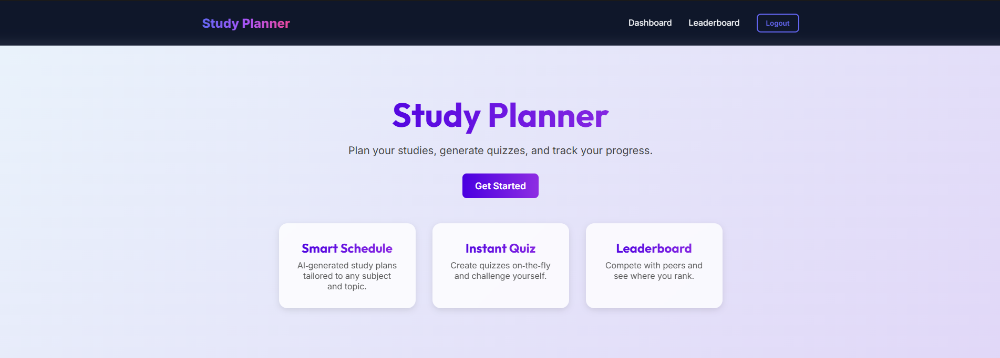 Study Planner
Dashboard
Leaderboard
Logout
Study Planner
Plan your studies, generate quizzes, and track your progress.
Get Started
Smart Schedule
AI-generated study plans
tailored to any subject
and topic.
Instant Quiz
Create quizzes on-the-fly
and challenge yourself.
Leaderboard
Compete with peers and
see where you rank.